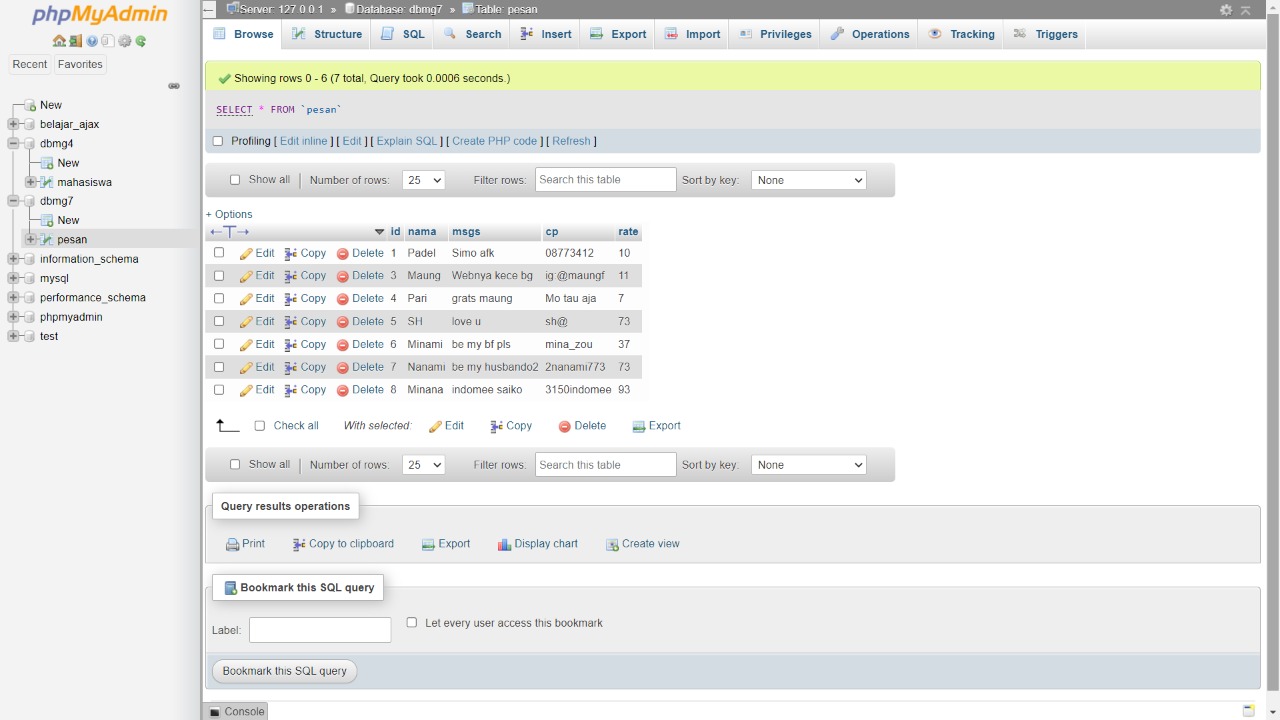 phpMyAdmin
Recent Favorites
New
belajar_ajax
dbmg4
New
mahasiswa
dbmg7
New
pesan
information_schema
mysql
performance_schema
phpmyadmin
test
Server: 127.0.0.1 » Database: dbmg7 » Table: pesan
Browse Structure SQL Search Insert Export Import Privileges Operations Tracking Triggers
Showing rows 0 - 6 (7 total, Query took 0.0006 seconds.)
SELECT * FROM `pesan`
Profiling [ Edit inline ] [ Edit ] [ Explain SQL ] [ Create PHP code ] [ Refresh ]
Show all | Number of rows: 25 Filter rows: Search this table Sort by key: None
+ Options
←T→ ▼ id nama msgs cp rate
Edit Copy Delete 1 Padel Simo afk 08773412 10
Edit Copy Delete 3 Maung Webnya kece bg ig:@maungf 11
Edit Copy Delete 4 Pari grats maung Mo tau aja 7
Edit Copy Delete 5 SH love u sh@ 73
Edit Copy Delete 6 Minami be my bf pls mina_zou 37
Edit Copy Delete 7 Nanami be my husbando2 2nanami773 73
Edit Copy Delete 8 Minana indomee saiko 3150indomee 93
Check all With selected: Edit Copy Delete Export
Show all | Number of rows: 25 Filter rows: Search this table Sort by key: None
Query results operations
Print Copy to clipboard Export Display chart Create view
Bookmark this SQL query
Label: Let every user access this bookmark
Bookmark this SQL query
Console